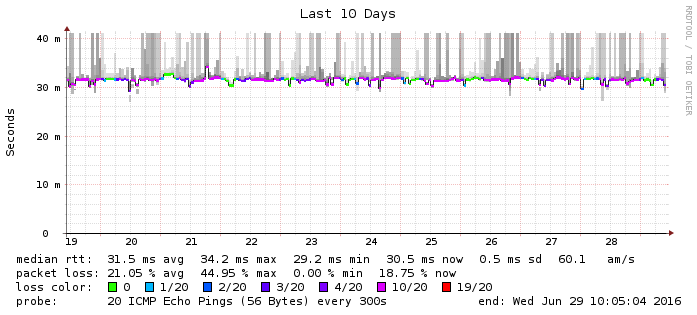 Last 10 Days
RRDTOOL / TOBI OETIKER
Seconds
40 m
30 m
20 m
10 m
0
19 20 21 22 23 24 25 26 27 28
median rtt: 31.5 ms avg 34.2 ms max 29.2 ms min 30.5 ms now 0.5 ms sd 60.1 am/s
packet loss: 21.05 % avg 44.95 % max 0.00 % min 18.75 % now
loss color: 0 1/20 2/20 3/20 4/20 10/20 19/20
probe: 20 ICMP Echo Pings (56 Bytes) every 300s end: Wed Jun 29 10:05:04 2016